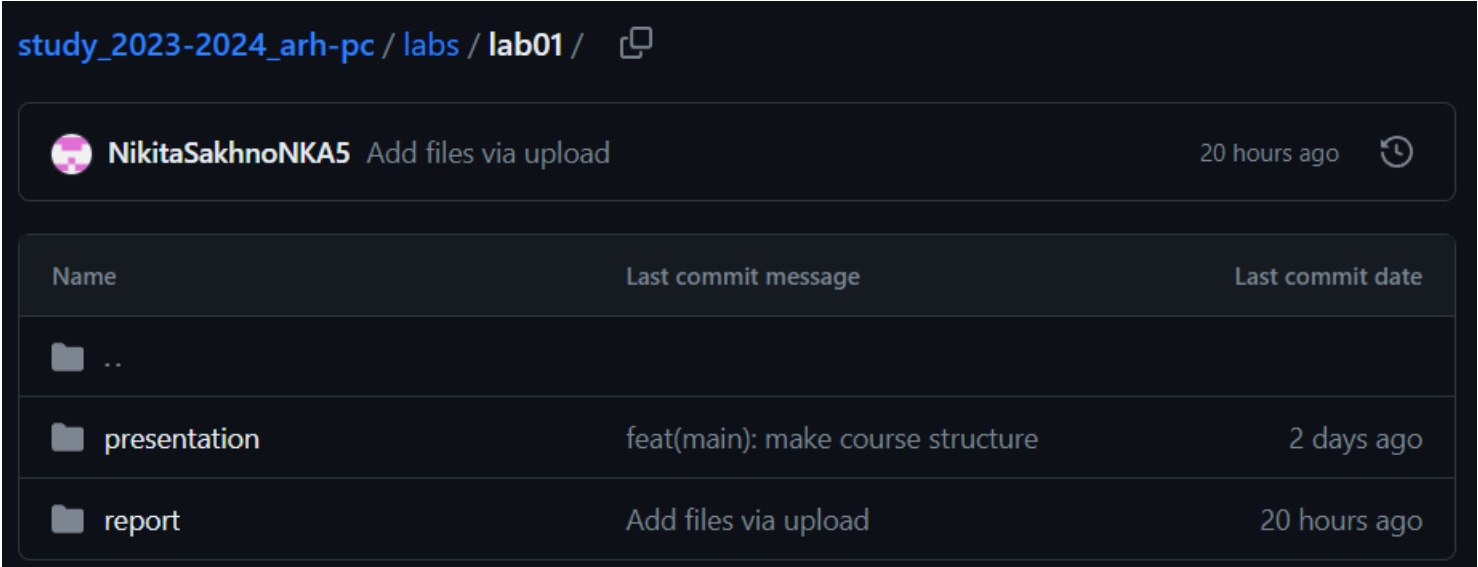 study_2023-2024_arh-pc / labs / lab01 /
NikitaSakhnoNKA5 Add files via upload 20 hours ago
Name Last commit message Last commit date
..
presentation feat(main): make course structure 2 days ago
report Add files via upload 20 hours ago